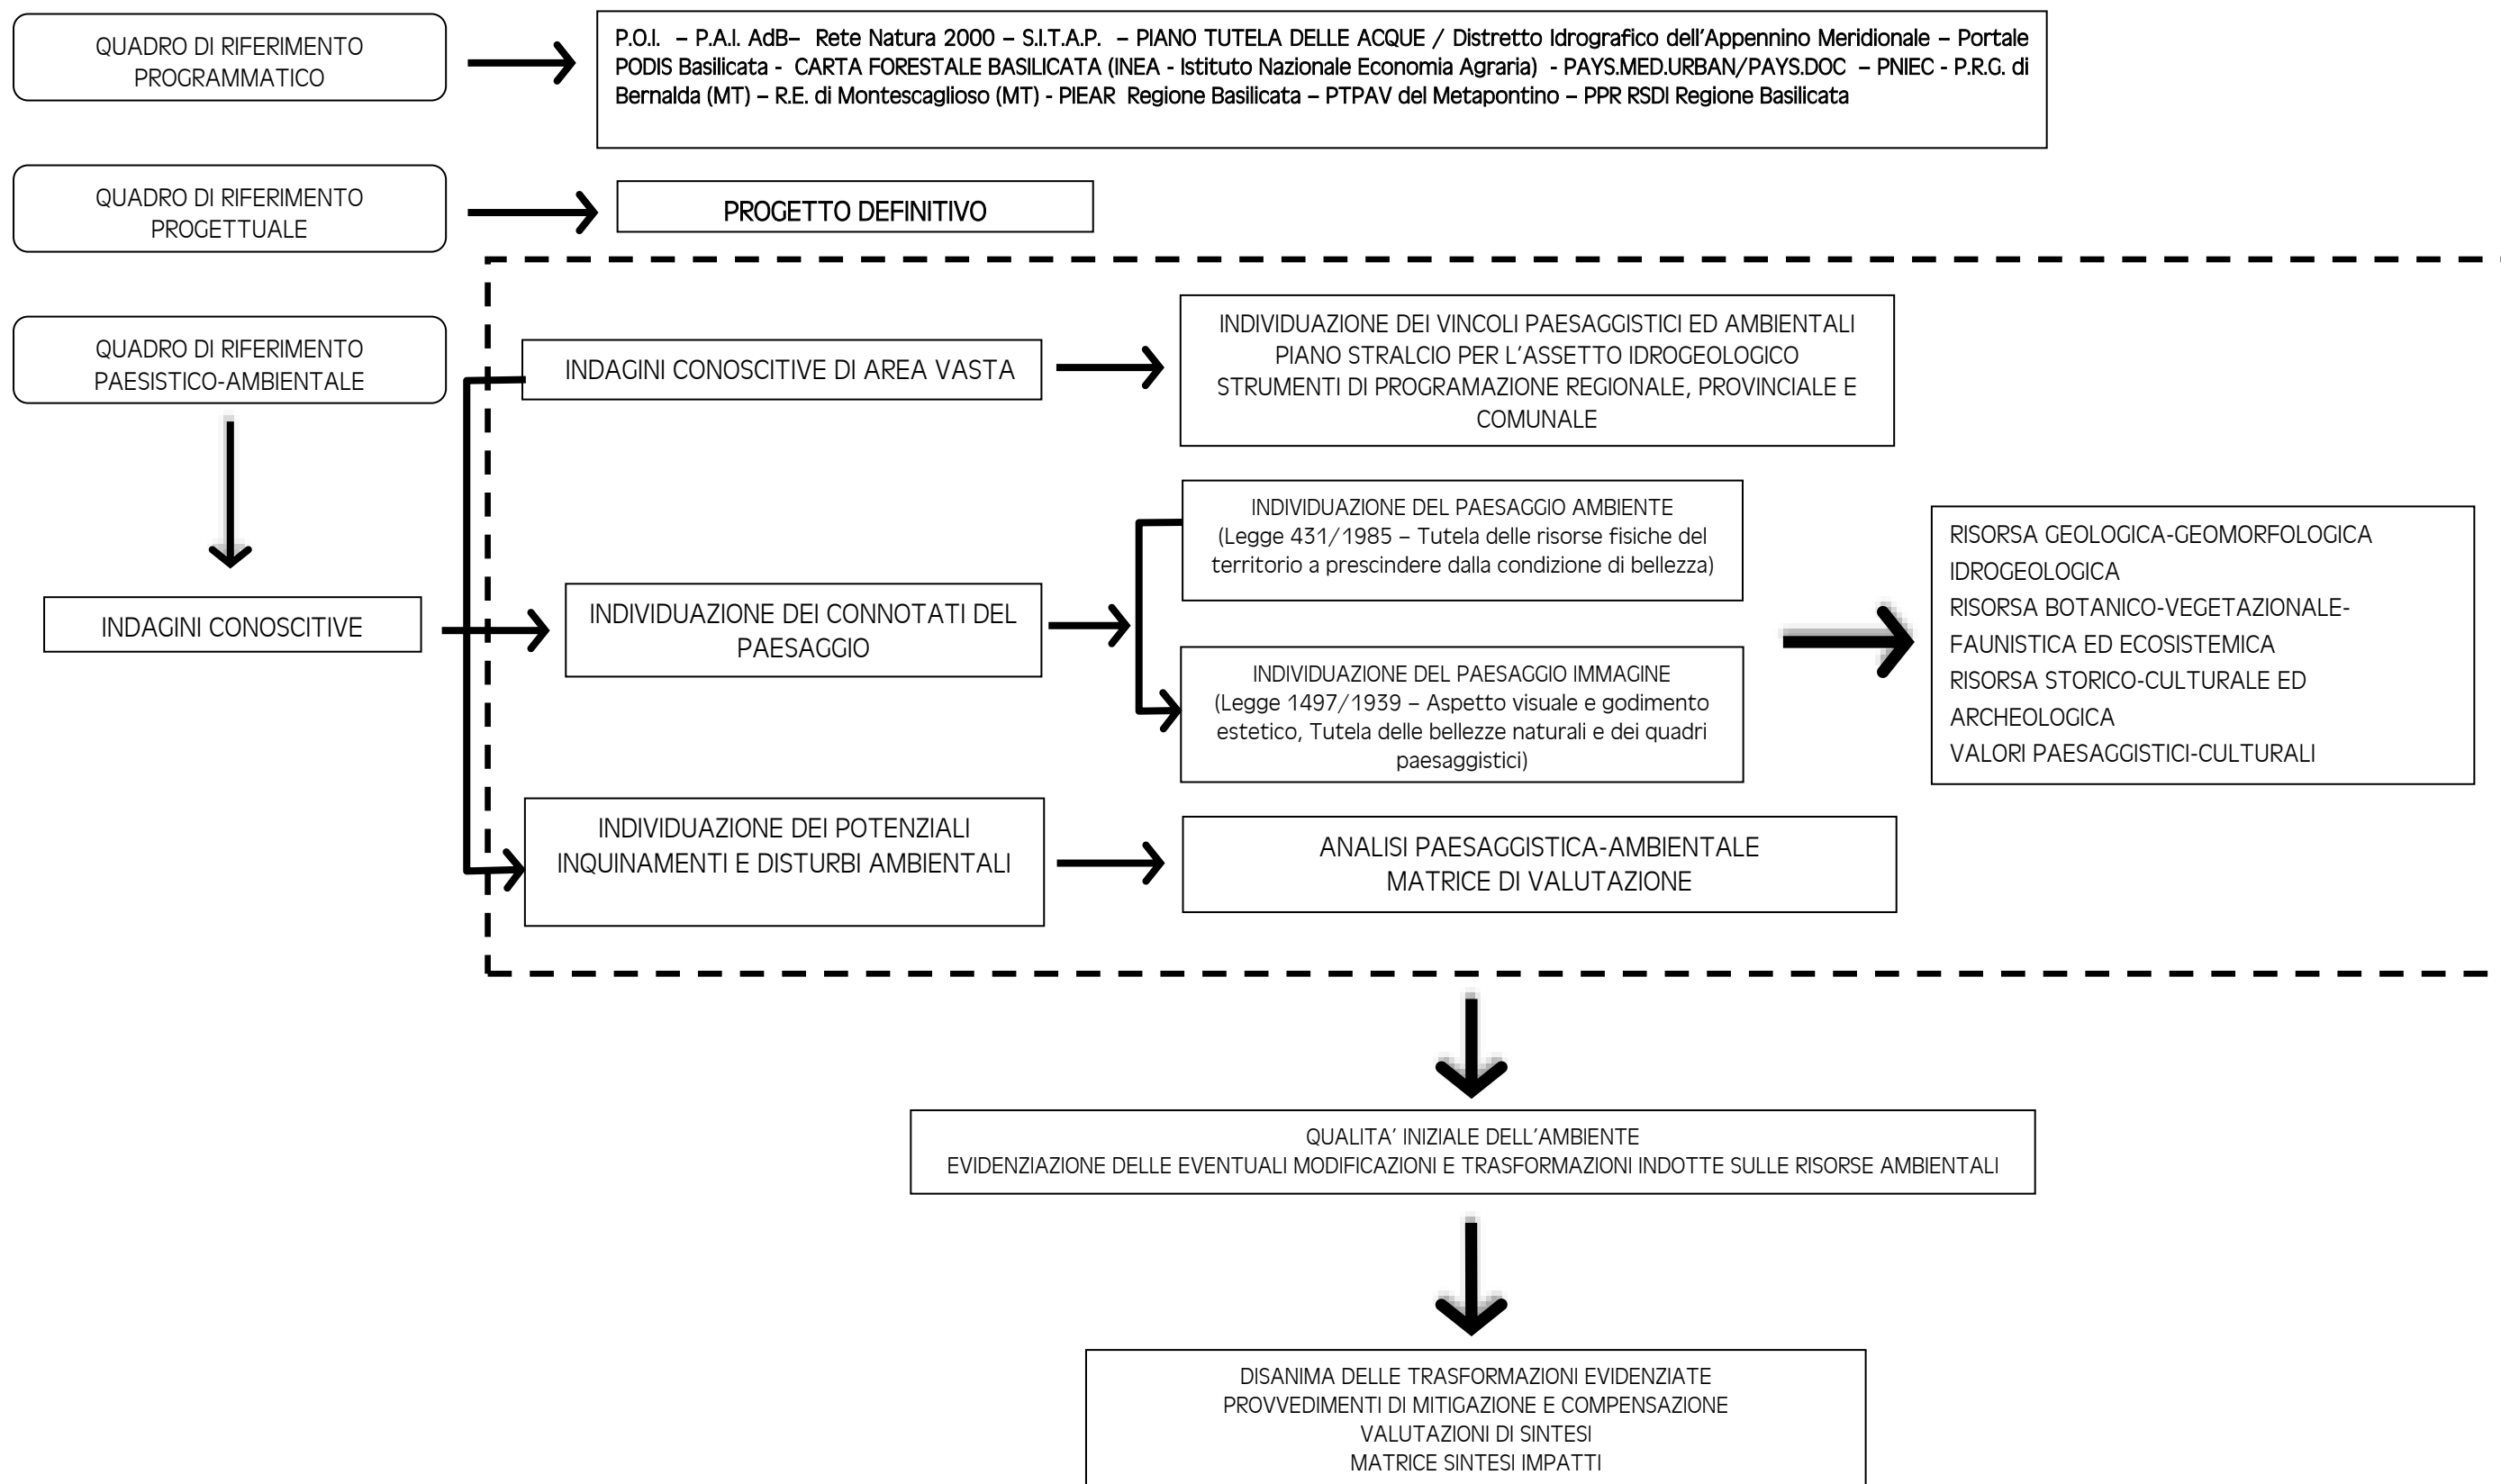 QUADRO DI RIFERIMENTO
PROGRAMMATICO
P.O.I. – P.A.I. AdB– Rete Natura 2000 – S.I.T.A.P. – PIANO TUTELA DELLE ACQUE / Distretto Idrografico dell'Appennino Meridionale – Portale
PODIS Basilicata - CARTA FORESTALE BASILICATA (INEA - Istituto Nazionale Economia Agraria) - PAYS.MED.URBAN/PAYS.DOC – PNIEC - P.R.G. di
Bernalda (MT) – R.E. di Montescaglioso (MT) - PIEAR Regione Basilicata – PTPAV del Metapontino – PPR RSDI Regione Basilicata
QUADRO DI RIFERIMENTO
PROGETTUALE
PROGETTO DEFINITIVO
QUADRO DI RIFERIMENTO
PAESISTICO-AMBIENTALE
INDAGINI CONOSCITIVE
INDAGINI CONOSCITIVE DI AREA VASTA
INDIVIDUAZIONE DEI VINCOLI PAESAGGISTICI ED AMBIENTALI
PIANO STRALCIO PER L'ASSETTO IDROGEOLOGICO
STRUMENTI DI PROGRAMAZIONE REGIONALE, PROVINCIALE E
COMUNALE
INDIVIDUAZIONE DEI CONNOTATI DEL
PAESAGGIO
INDIVIDUAZIONE DEL PAESAGGIO AMBIENTE
(Legge 431/1985 – Tutela delle risorse fisiche del
territorio a prescindere dalla condizione di bellezza)
INDIVIDUAZIONE DEL PAESAGGIO IMMAGINE
(Legge 1497/1939 – Aspetto visuale e godimento
estetico, Tutela delle bellezze naturali e dei quadri
paesaggistici)
RISORSA GEOLOGICA-GEOMORFOLOGICA
IDROGEOLOGICA
RISORSA BOTANICO-VEGETAZIONALE-
FAUNISTICA ED ECOSISTEMICA
RISORSA STORICO-CULTURALE ED
ARCHEOLOGICA
VALORI PAESAGGISTICI-CULTURALI
INDIVIDUAZIONE DEI POTENZIALI
INQUINAMENTI E DISTURBI AMBIENTALI
ANALISI PAESAGGISTICA-AMBIENTALE
MATRICE DI VALUTAZIONE
QUALITA' INIZIALE DELL'AMBIENTE
EVIDENZIAZIONE DELLE EVENTUALI MODIFICAZIONI E TRASFORMAZIONI INDOTTE SULLE RISORSE AMBIENTALI
DISANIMA DELLE TRASFORMAZIONI EVIDENZIATE
PROVVEDIMENTI DI MITIGAZIONE E COMPENSAZIONE
VALUTAZIONI DI SINTESI
MATRICE SINTESI IMPATTI